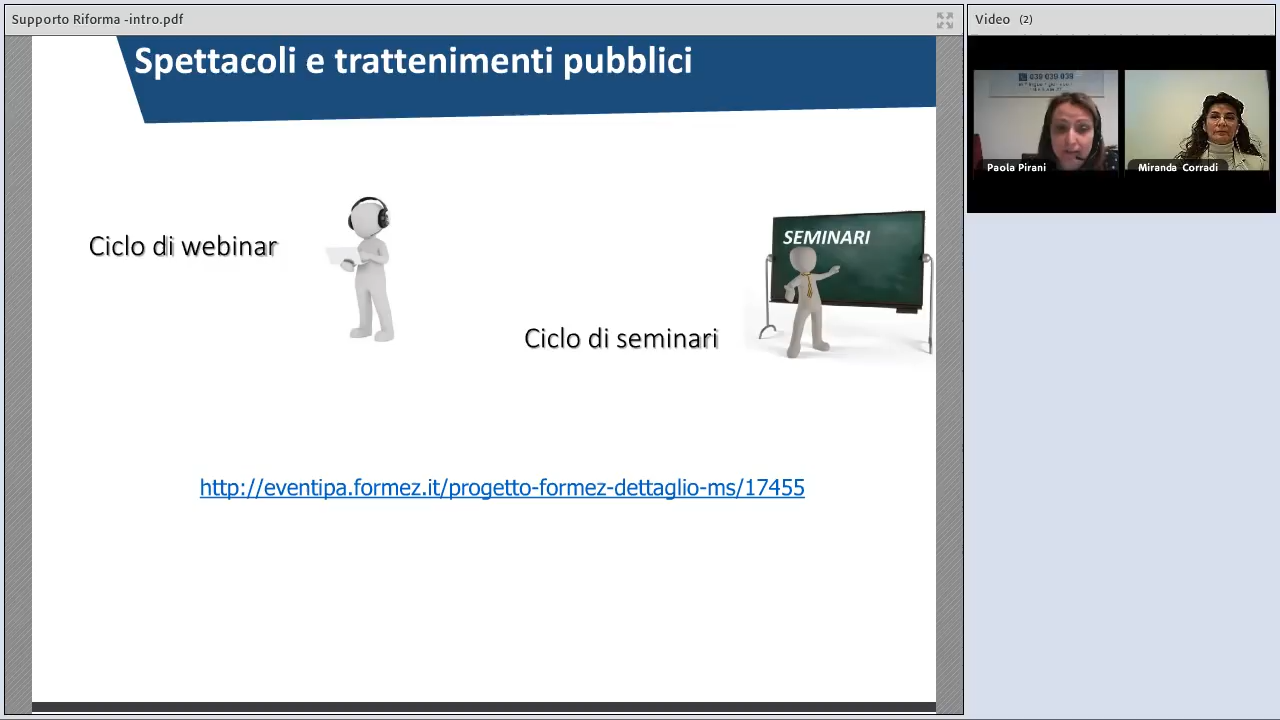 Supporto Riforma -intro.pdf
Video (2)
Spettacoli e trattenimenti pubblici
Paola Pirani
Miranda Corradi
Ciclo di webinar
SEMINARI
Ciclo di seminari
http://eventipa.formez.it/progetto-formez-dettaglio-ms/17455